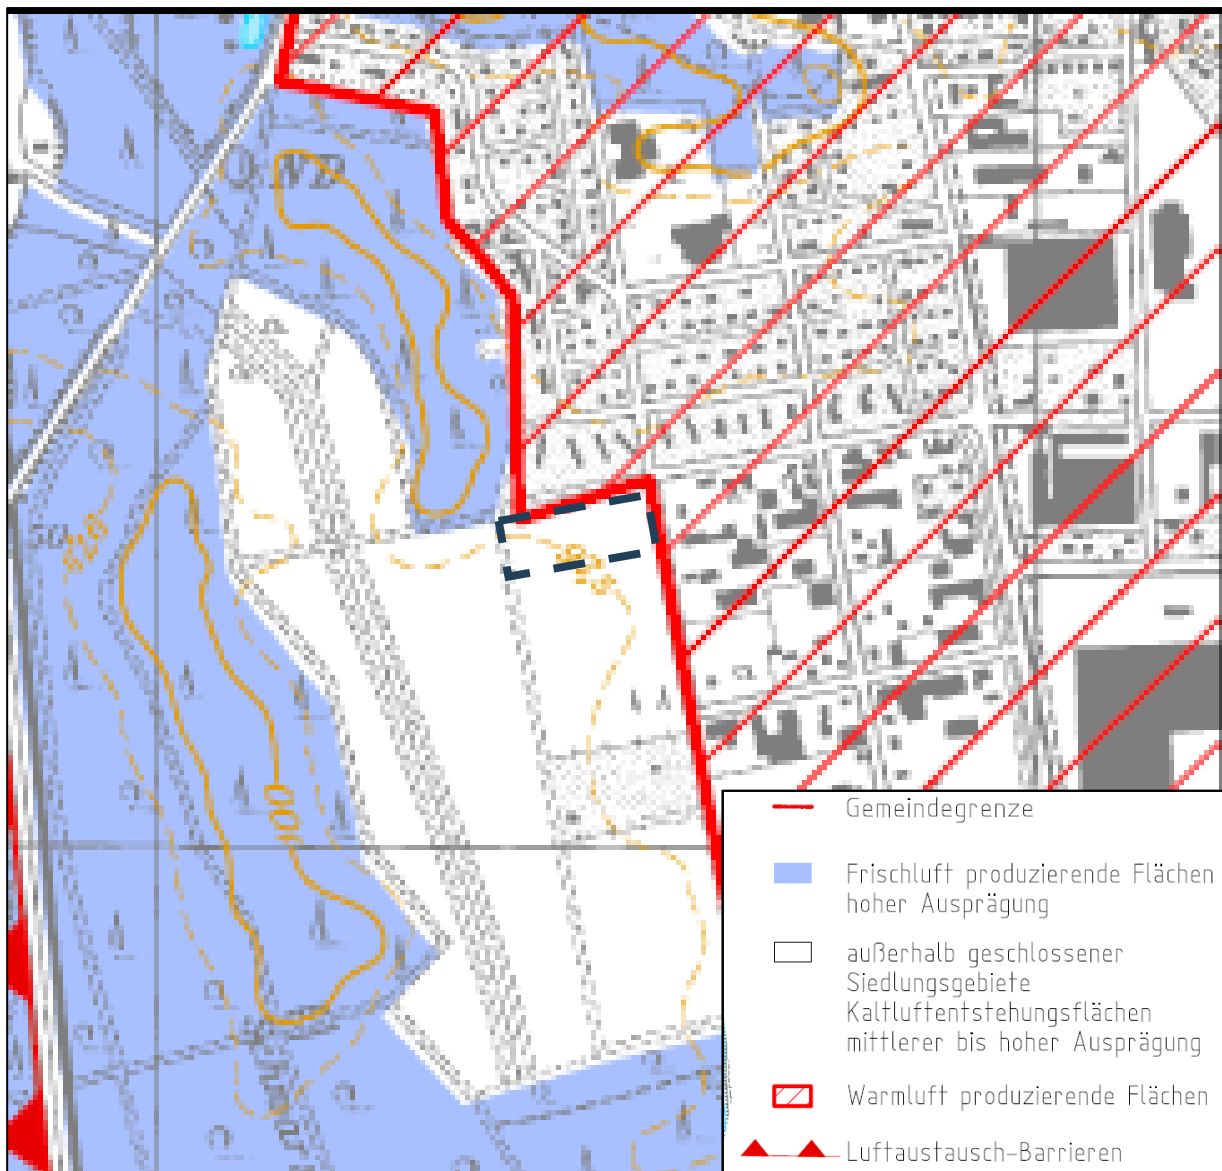 Gemeindegrenze
Frischluft produzierende Flächen
hoher Ausprägung
außerhalb geschlossener
Siedlungsgebiete
Kaltluftentstehungsflächen
mittlerer bis hoher Ausprägung
Warmluft produzierende Flächen
Luftaustausch-Barrieren